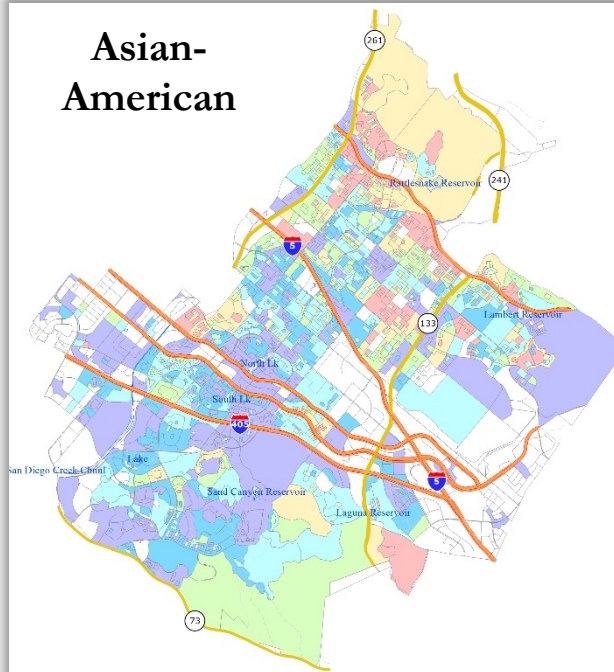 Asian-
American
261
241
Rattlesnake Reservoir
5
133
Lambert Reservoir
North Lk
South Lk
405
Lake
San Diego Creek Chnnl
Sand Canyon Reservoir
5
Laguna Reservoir
73